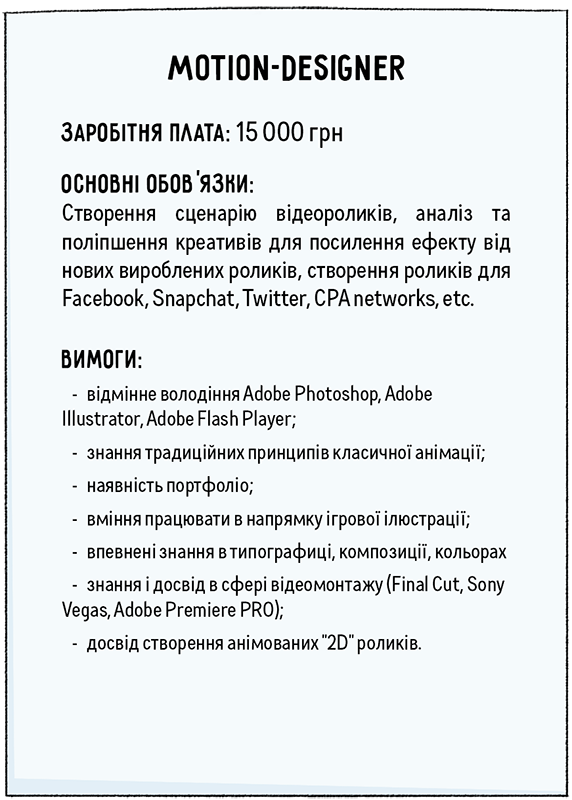 MOTION-DESIGNER
ЗАРОБІТНЯ ПЛАТА: 15 000 грн
ОСНОВНІ ОБОВ'ЯЗКИ:
Створення сценарію відеороликів, аналіз та
поліпшення креативів для посилення ефекту від
нових вироблених роликів, створення роликів для
Facebook, Snapchat, Twitter, CPA networks, etc.
ВИМОГИ:
- відмінне володіння Adobe Photoshop, Adobe
Illustrator, Adobe Flash Player;
- знання традиційних принципів класичної анімації;
- наявність портфоліо;
- вміння працювати в напрямку ігрової ілюстрації;
- впевнені знання в типографиці, композиції, кольорах
- знання і досвід в сфері відеомонтажу (Final Cut, Sony
Vegas, Adobe Premiere PRO);
- досвід створення анімованих "2D" роликів.